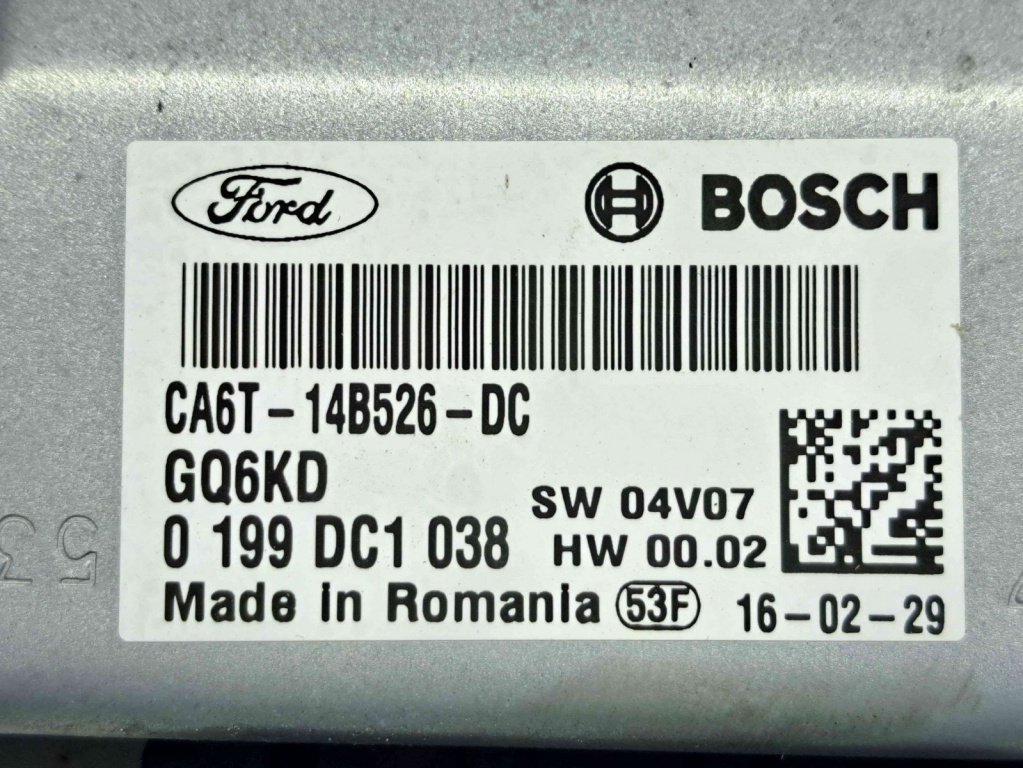 Ford
BOSCH
CA6T-14B526-DC
GQ6KD
SW 04V07
0 199 DC1 038
HW 00.02
Made in Romania 53F 16-02-29